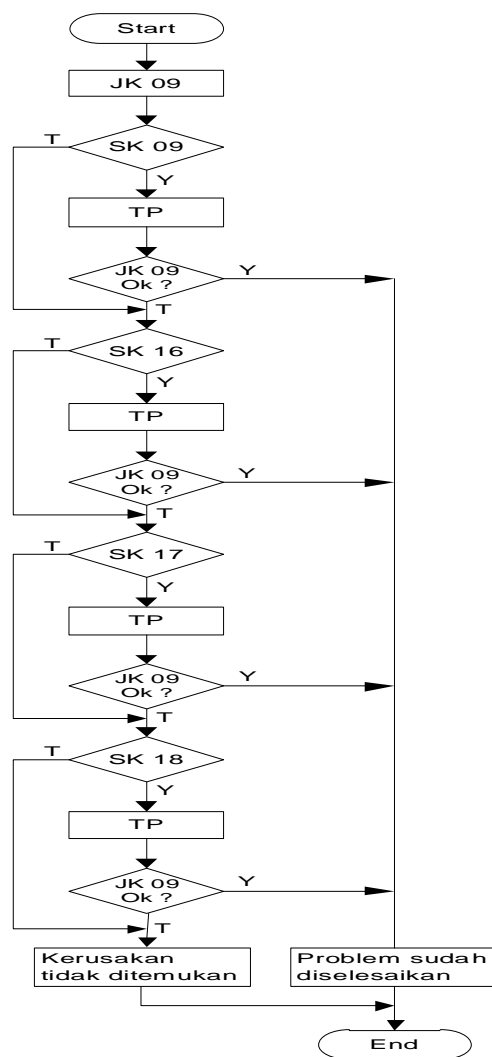 Start
JK 09
T
SK 09
Y
TP
JK 09
Ok ?
Y
T
T
SK 16
Y
TP
JK 09
Ok ?
Y
T
T
SK 17
Y
TP
JK 09
Ok ?
Y
T
T
SK 18
Y
TP
JK 09
Ok ?
Y
T
Kerusakan
tidak ditemukan
Problem sudah
diselesaikan
End